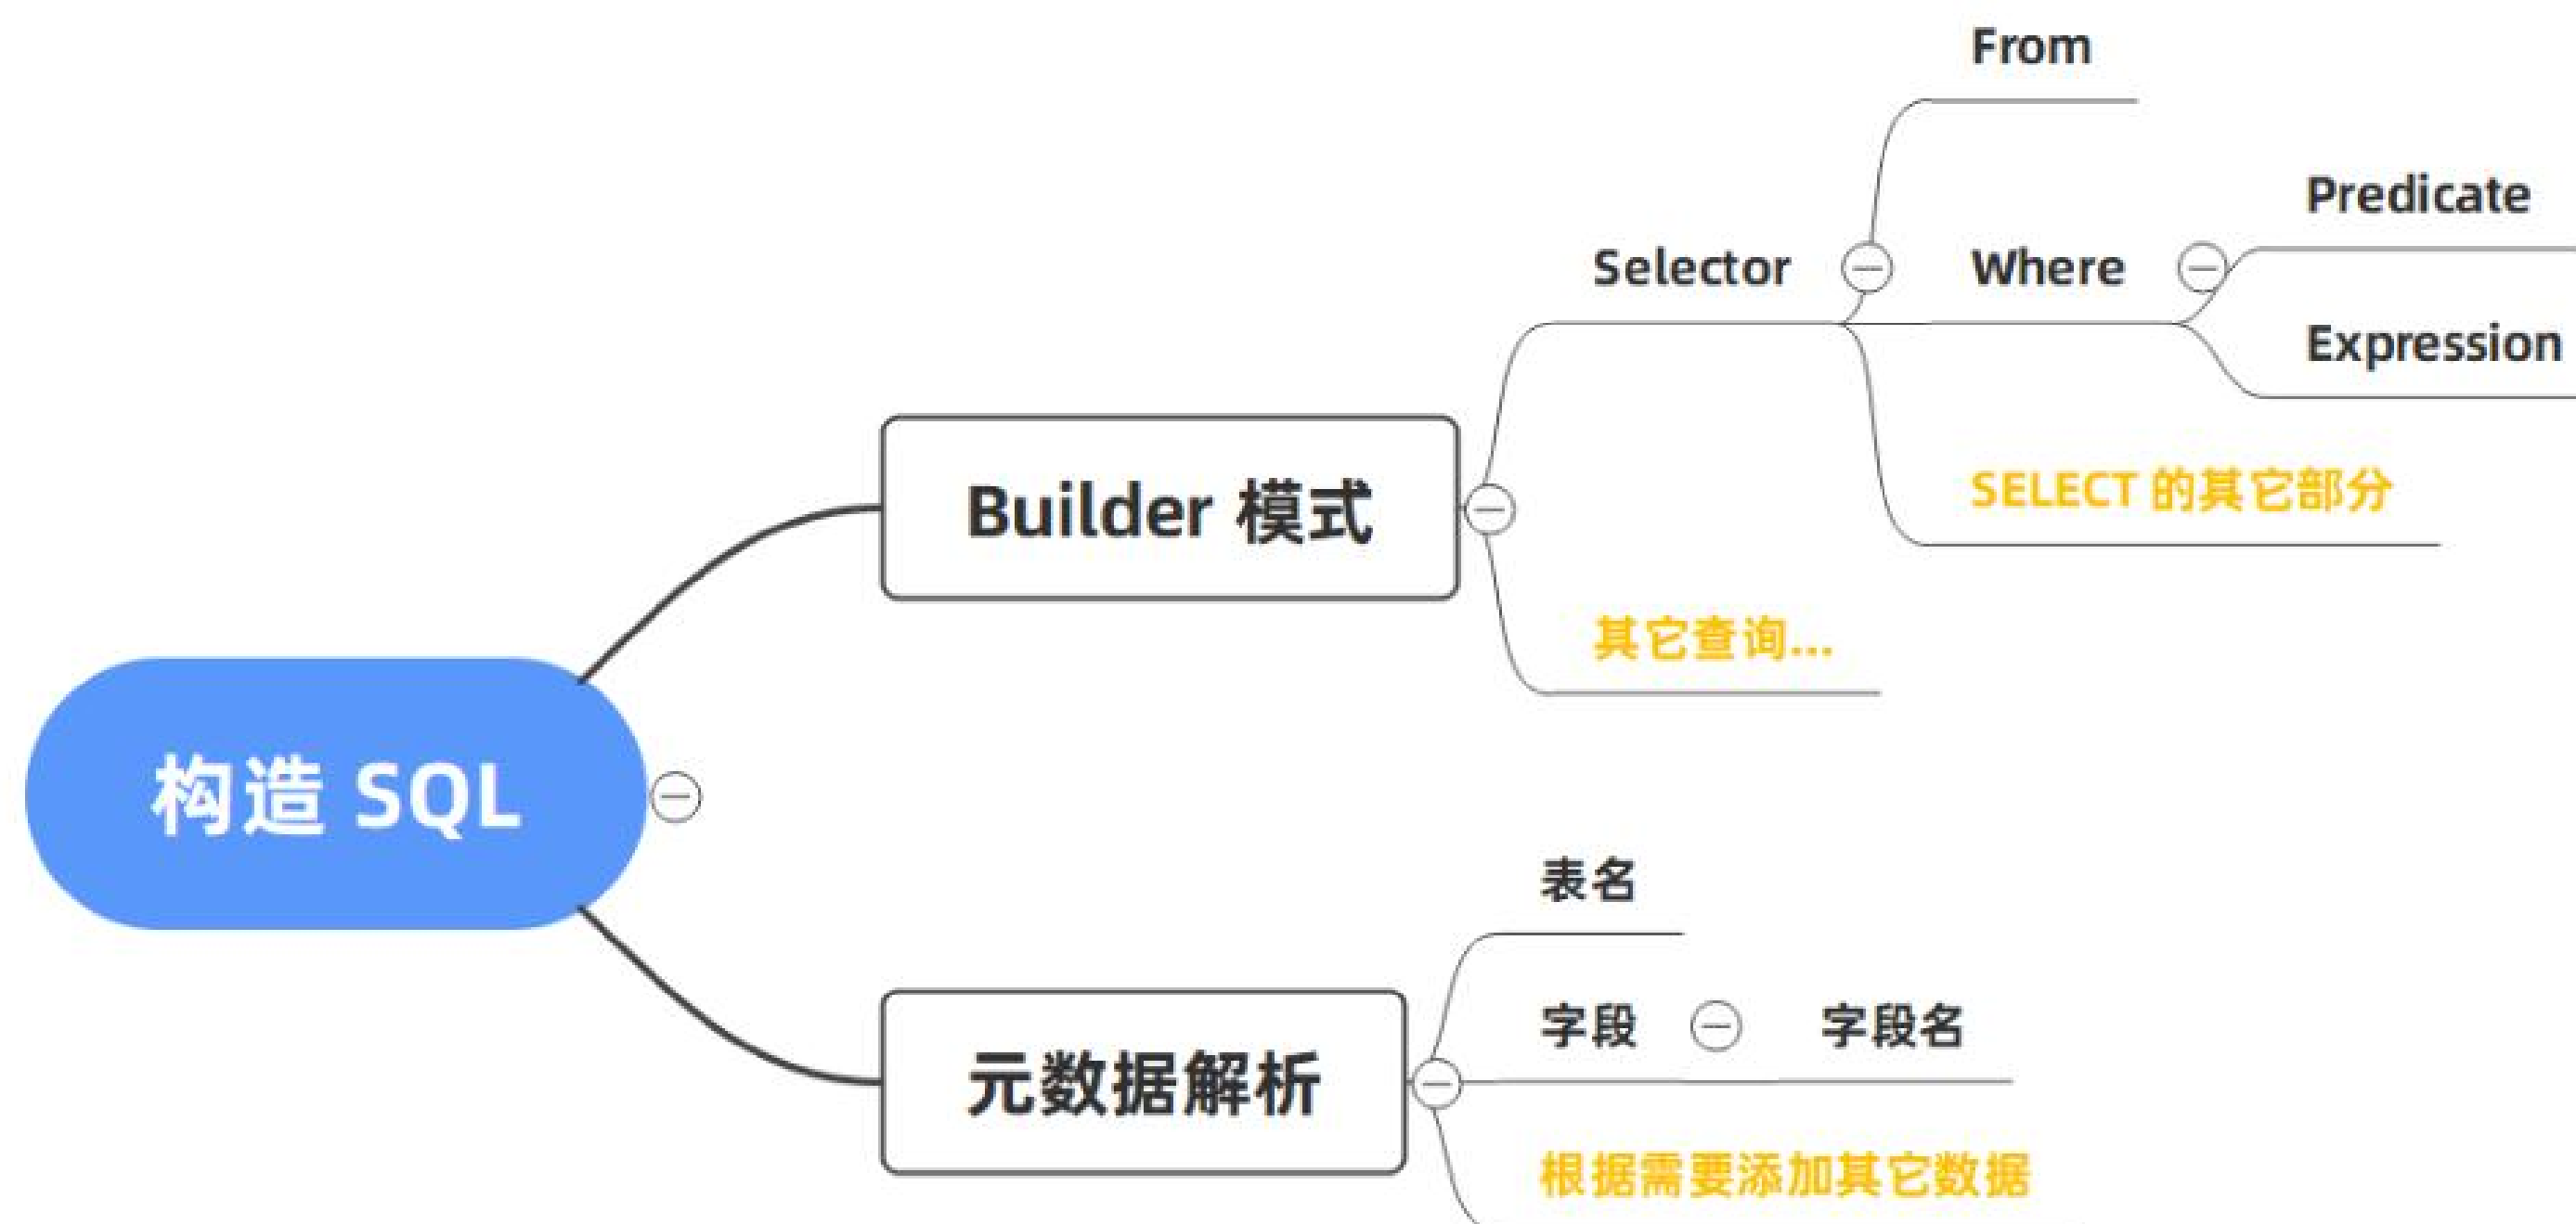 From
Predicate
Selector
Where
Expression
SELECT 的其它部分
Builder 模式
其它查询...
构造 SQL
表名
字段
字段名
元数据解析
根据需要添加其它数据